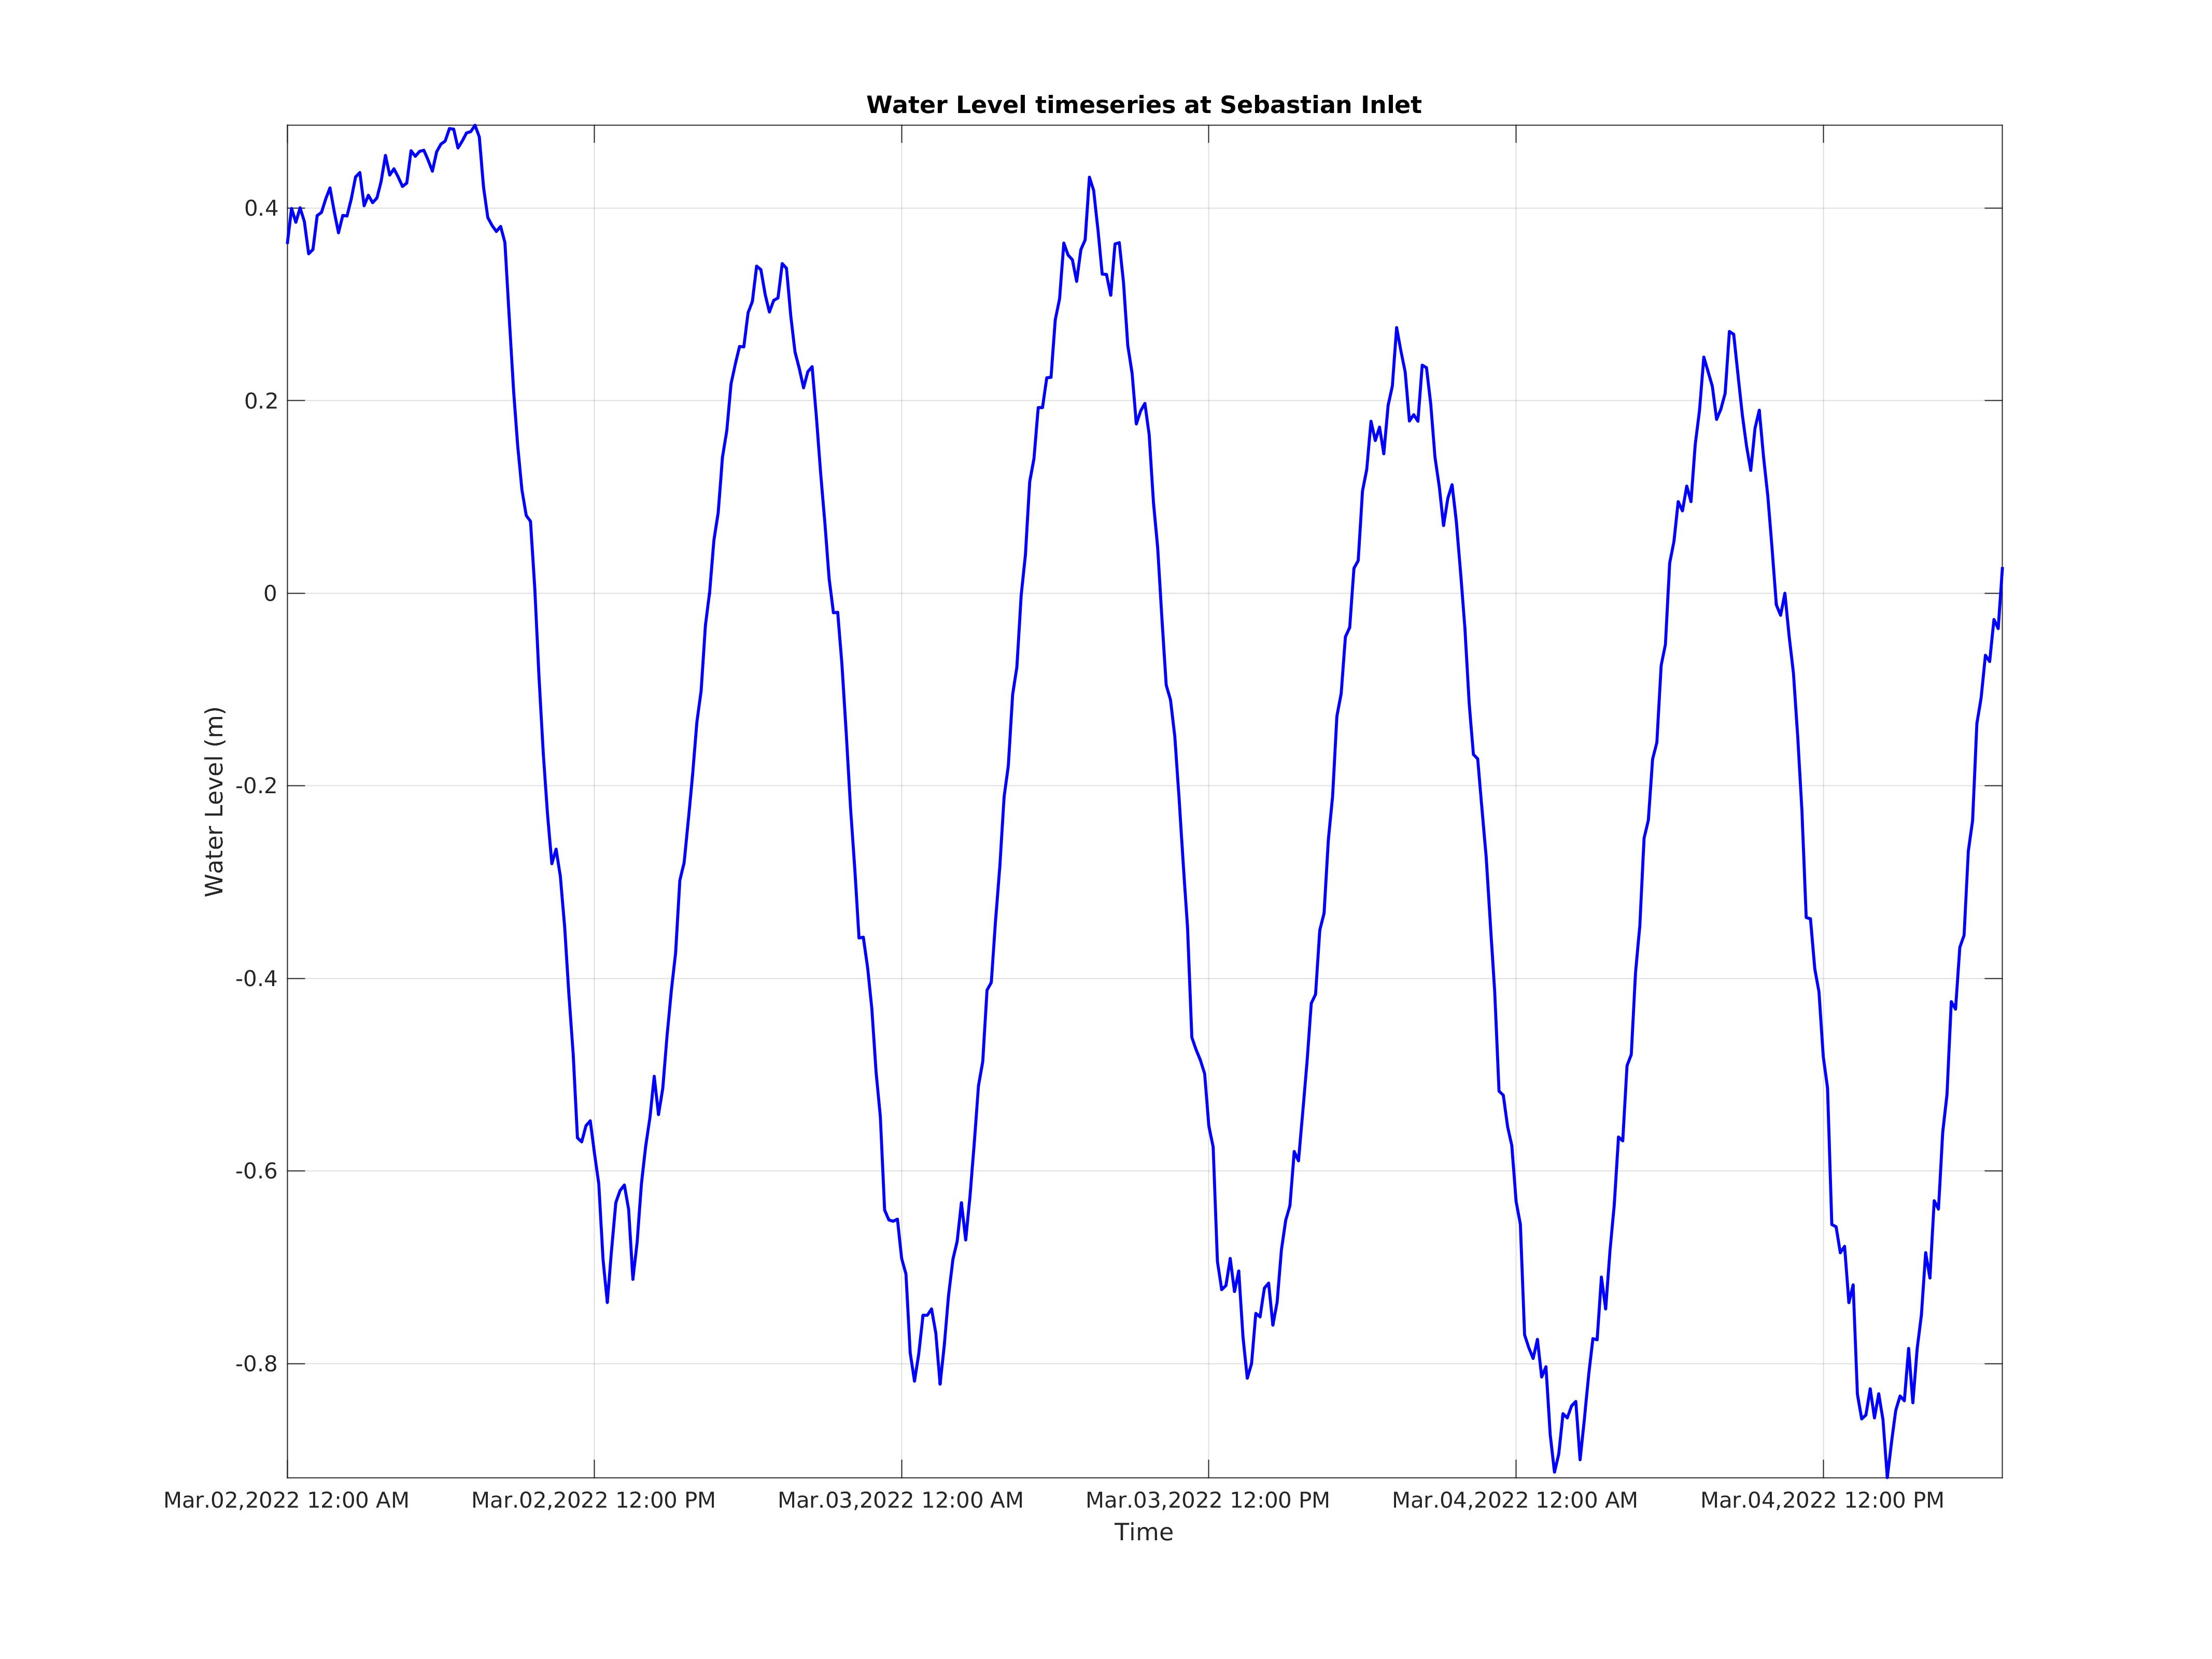 Water Level timeseries at Sebastian Inlet
0.4
0.2
0
-0.2
-0.4
-0.6
-0.8
Water Level (m)
Mar.02,2022 12:00 AM Mar.02,2022 12:00 PM Mar.03,2022 12:00 AM Mar.03,2022 12:00 PM Mar.04,2022 12:00 AM Mar.04,2022 12:00 PM
Time